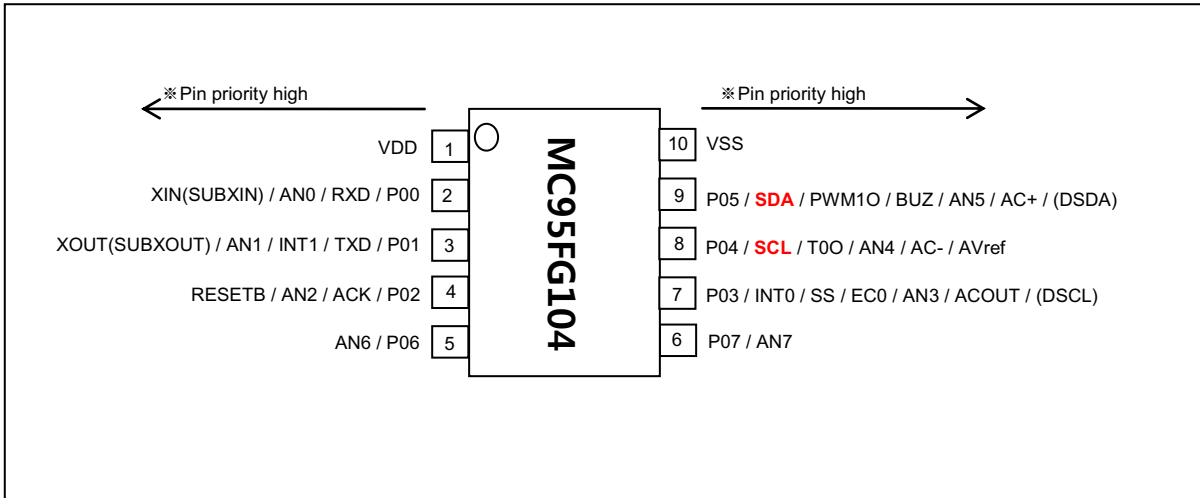 ※Pin priority high
※Pin priority high
VDD 1
XIN(SUBXIN) / AN0 / RXD / P00 2
XOUT(SUBXOUT) / AN1 / INT1 / TXD / P01 3
RESETB / AN2 / ACK / P02 4
AN6 / P06 5
MC95FG104
10 VSS
9 P05 / SDA / PWM1O / BUZ / AN5 / AC+ / (DSDA)
8 P04 / SCL / T0O / AN4 / AC- / AVref
7 P03 / INT0 / SS / EC0 / AN3 / ACOUT / (DSCL)
6 P07 / AN7